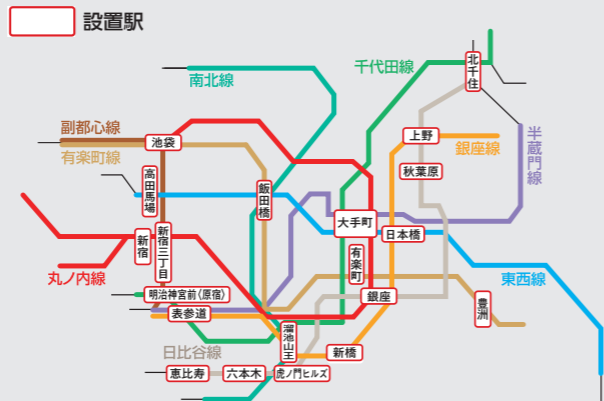 設置駅
南北線
千代田線
北千住
副都心線
有楽町線
池袋
上野
銀座線
半蔵門線
秋葉原
高田馬場
飯田橋
大手町
日本橋
新宿
新宿三丁目
有楽町
丸ノ内線
東西線
明治神宮前〈原宿〉
銀座
豊洲
表参道
溜池山王
新橋
日比谷線
恵比寿
六本木
虎ノ門ヒルズ